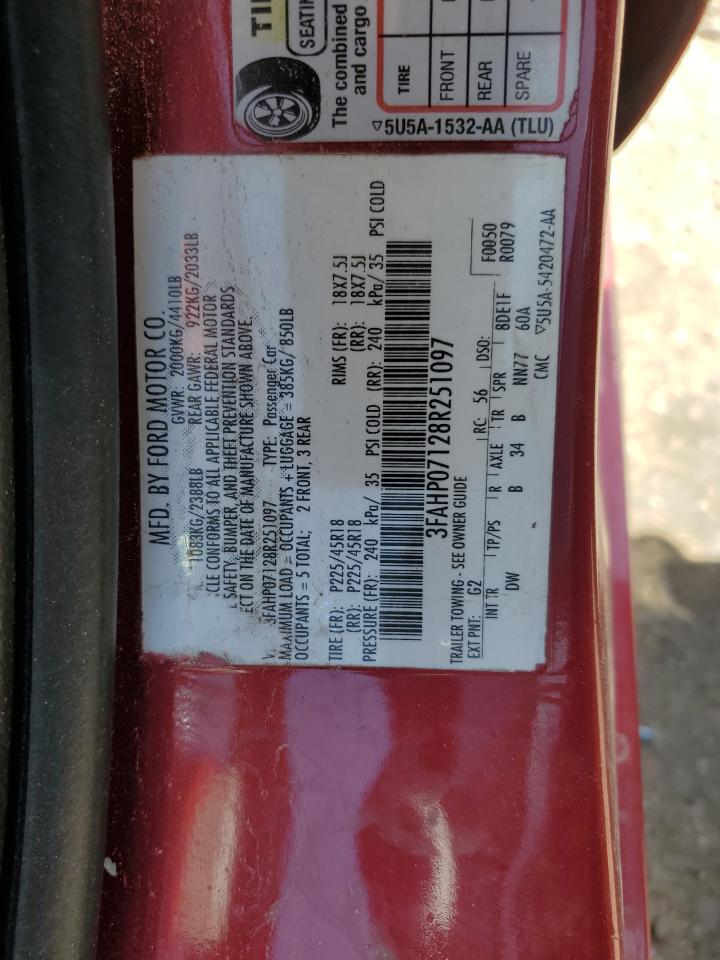 TI
SEATIN
The combined
and cargo
TIRE
FRONT
REAR
SPARE
▽5U5A-1532-AA (TLU)
MFD. BY FORD MOTOR CO.
GVWR: 2000KG/4410LB
1083KG/2388LB REAR GAWR: 922KG/2033LB
CLE CONFORMS TO ALL APPLICABLE FEDERAL MOTOR
SAFETY, BUMPER, AND THEFT PREVENTION STANDARDS
ECT ON THE DATE OF MANUFACTURE SHOWN ABOVE.
V 3FAHP07128R251097 TYPE: Passenger Car
MAXIMUM LOAD = OCCUPANTS + LUGGAGE = 385KG/ 850LB
OCCUPANTS = 5 TOTAL: 2 FRONT, 3 REAR
TIRE (FR): P225/45R18 RIMS (FR): 18X7.5J
(RR): P225/45R18 (RR): 18X7.5J
PRESSURE (FR): 240 kPa/ 35 PSI COLD (RR): 240 kPa/ 35 PSI COLD
3FAHP07128R251097
TRAILER TOWING - SEE OWNER GUIDE
F0050
EXT PNT: G2 RC: 56 DSO: R0079
INT TR TP/PS R AXLE TR SPR 8DE1F
DW B 34 B NN77 60A
CMC ▽5U5A-5420472-AA